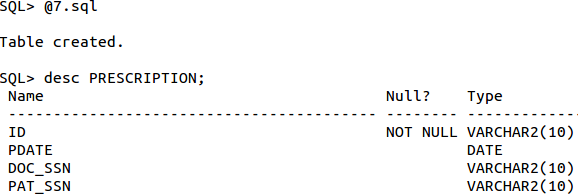 SQL> @7.sql
Table created.
SQL> desc PRESCRIPTION;
Name Null? Type
----------------------------------------- -------- -------------
ID NOT NULL VARCHAR2(10)
PDATE DATE
DOC_SSN VARCHAR2(10)
PAT_SSN VARCHAR2(10)